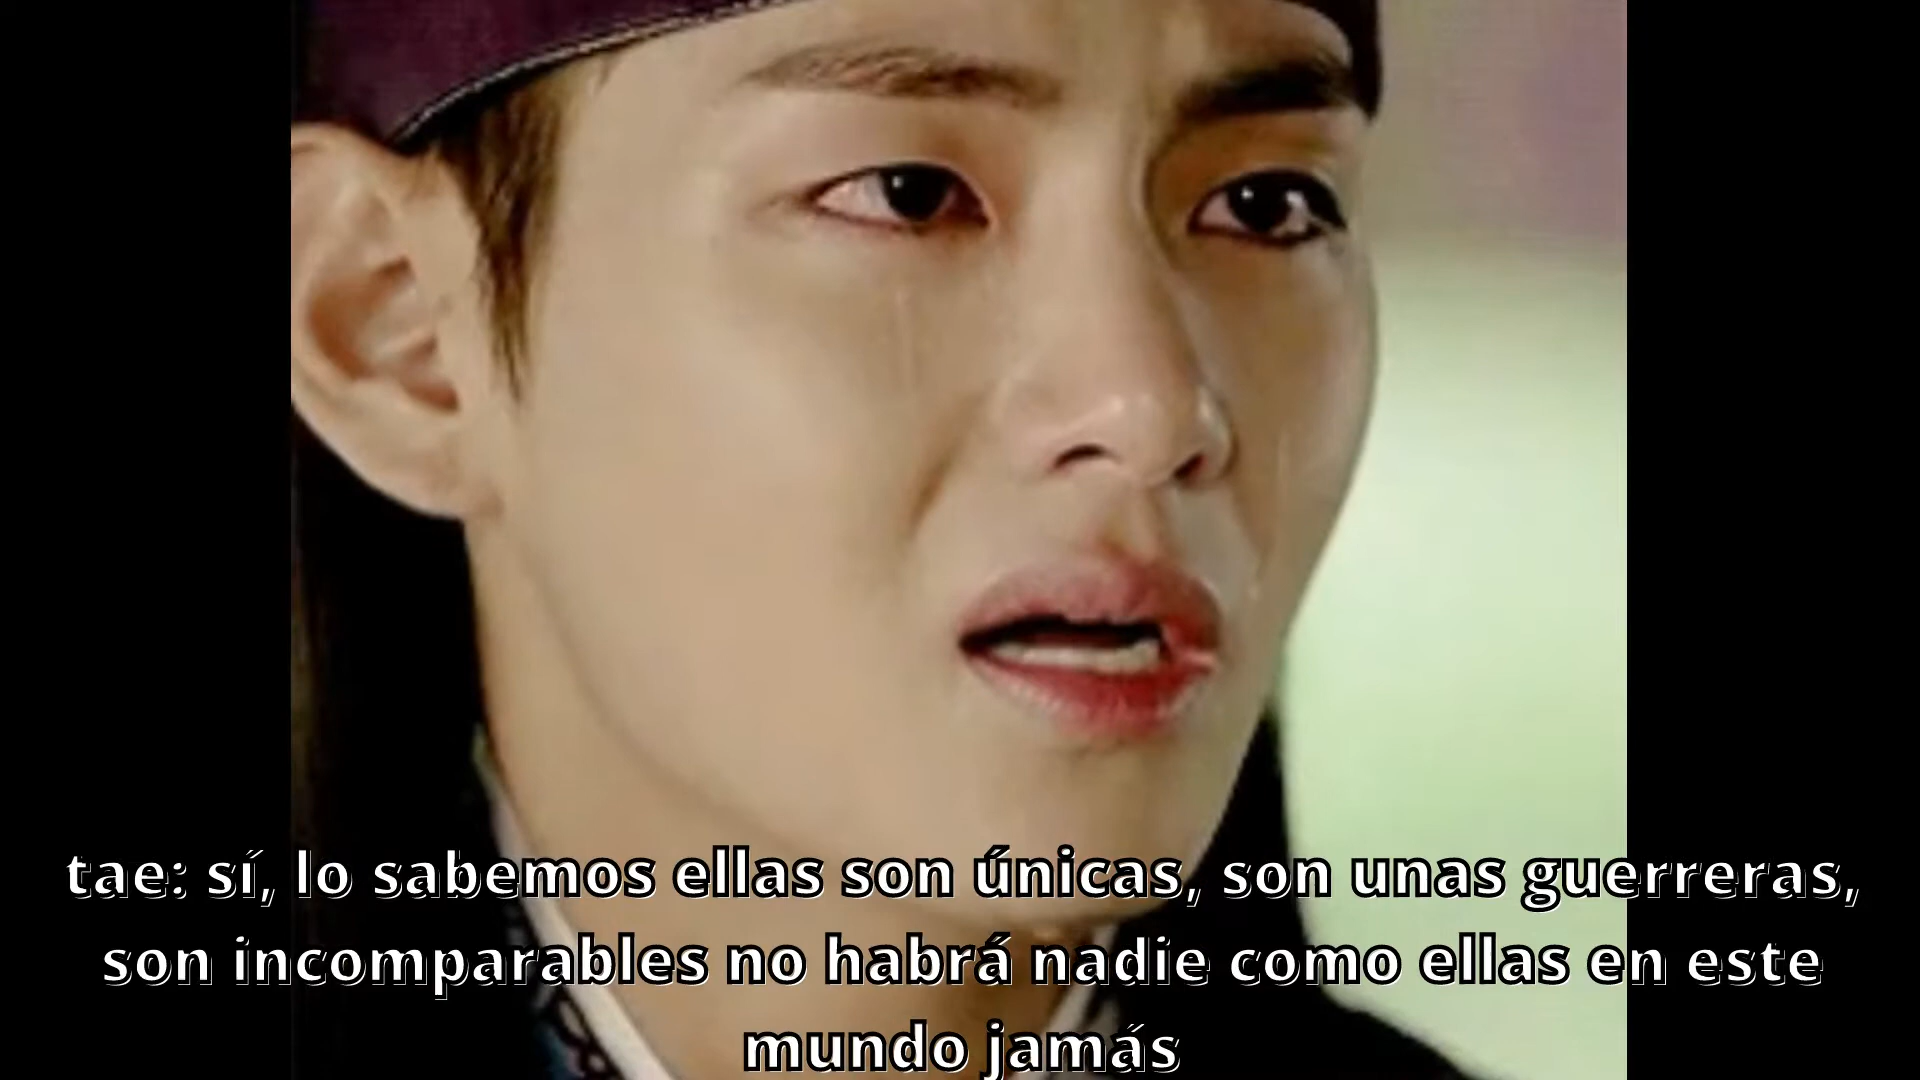 tae: sí, lo sabemos ellas son únicas, son unas guerreras,
son incomparables no habrá nadie como ellas en este
mundo jamás